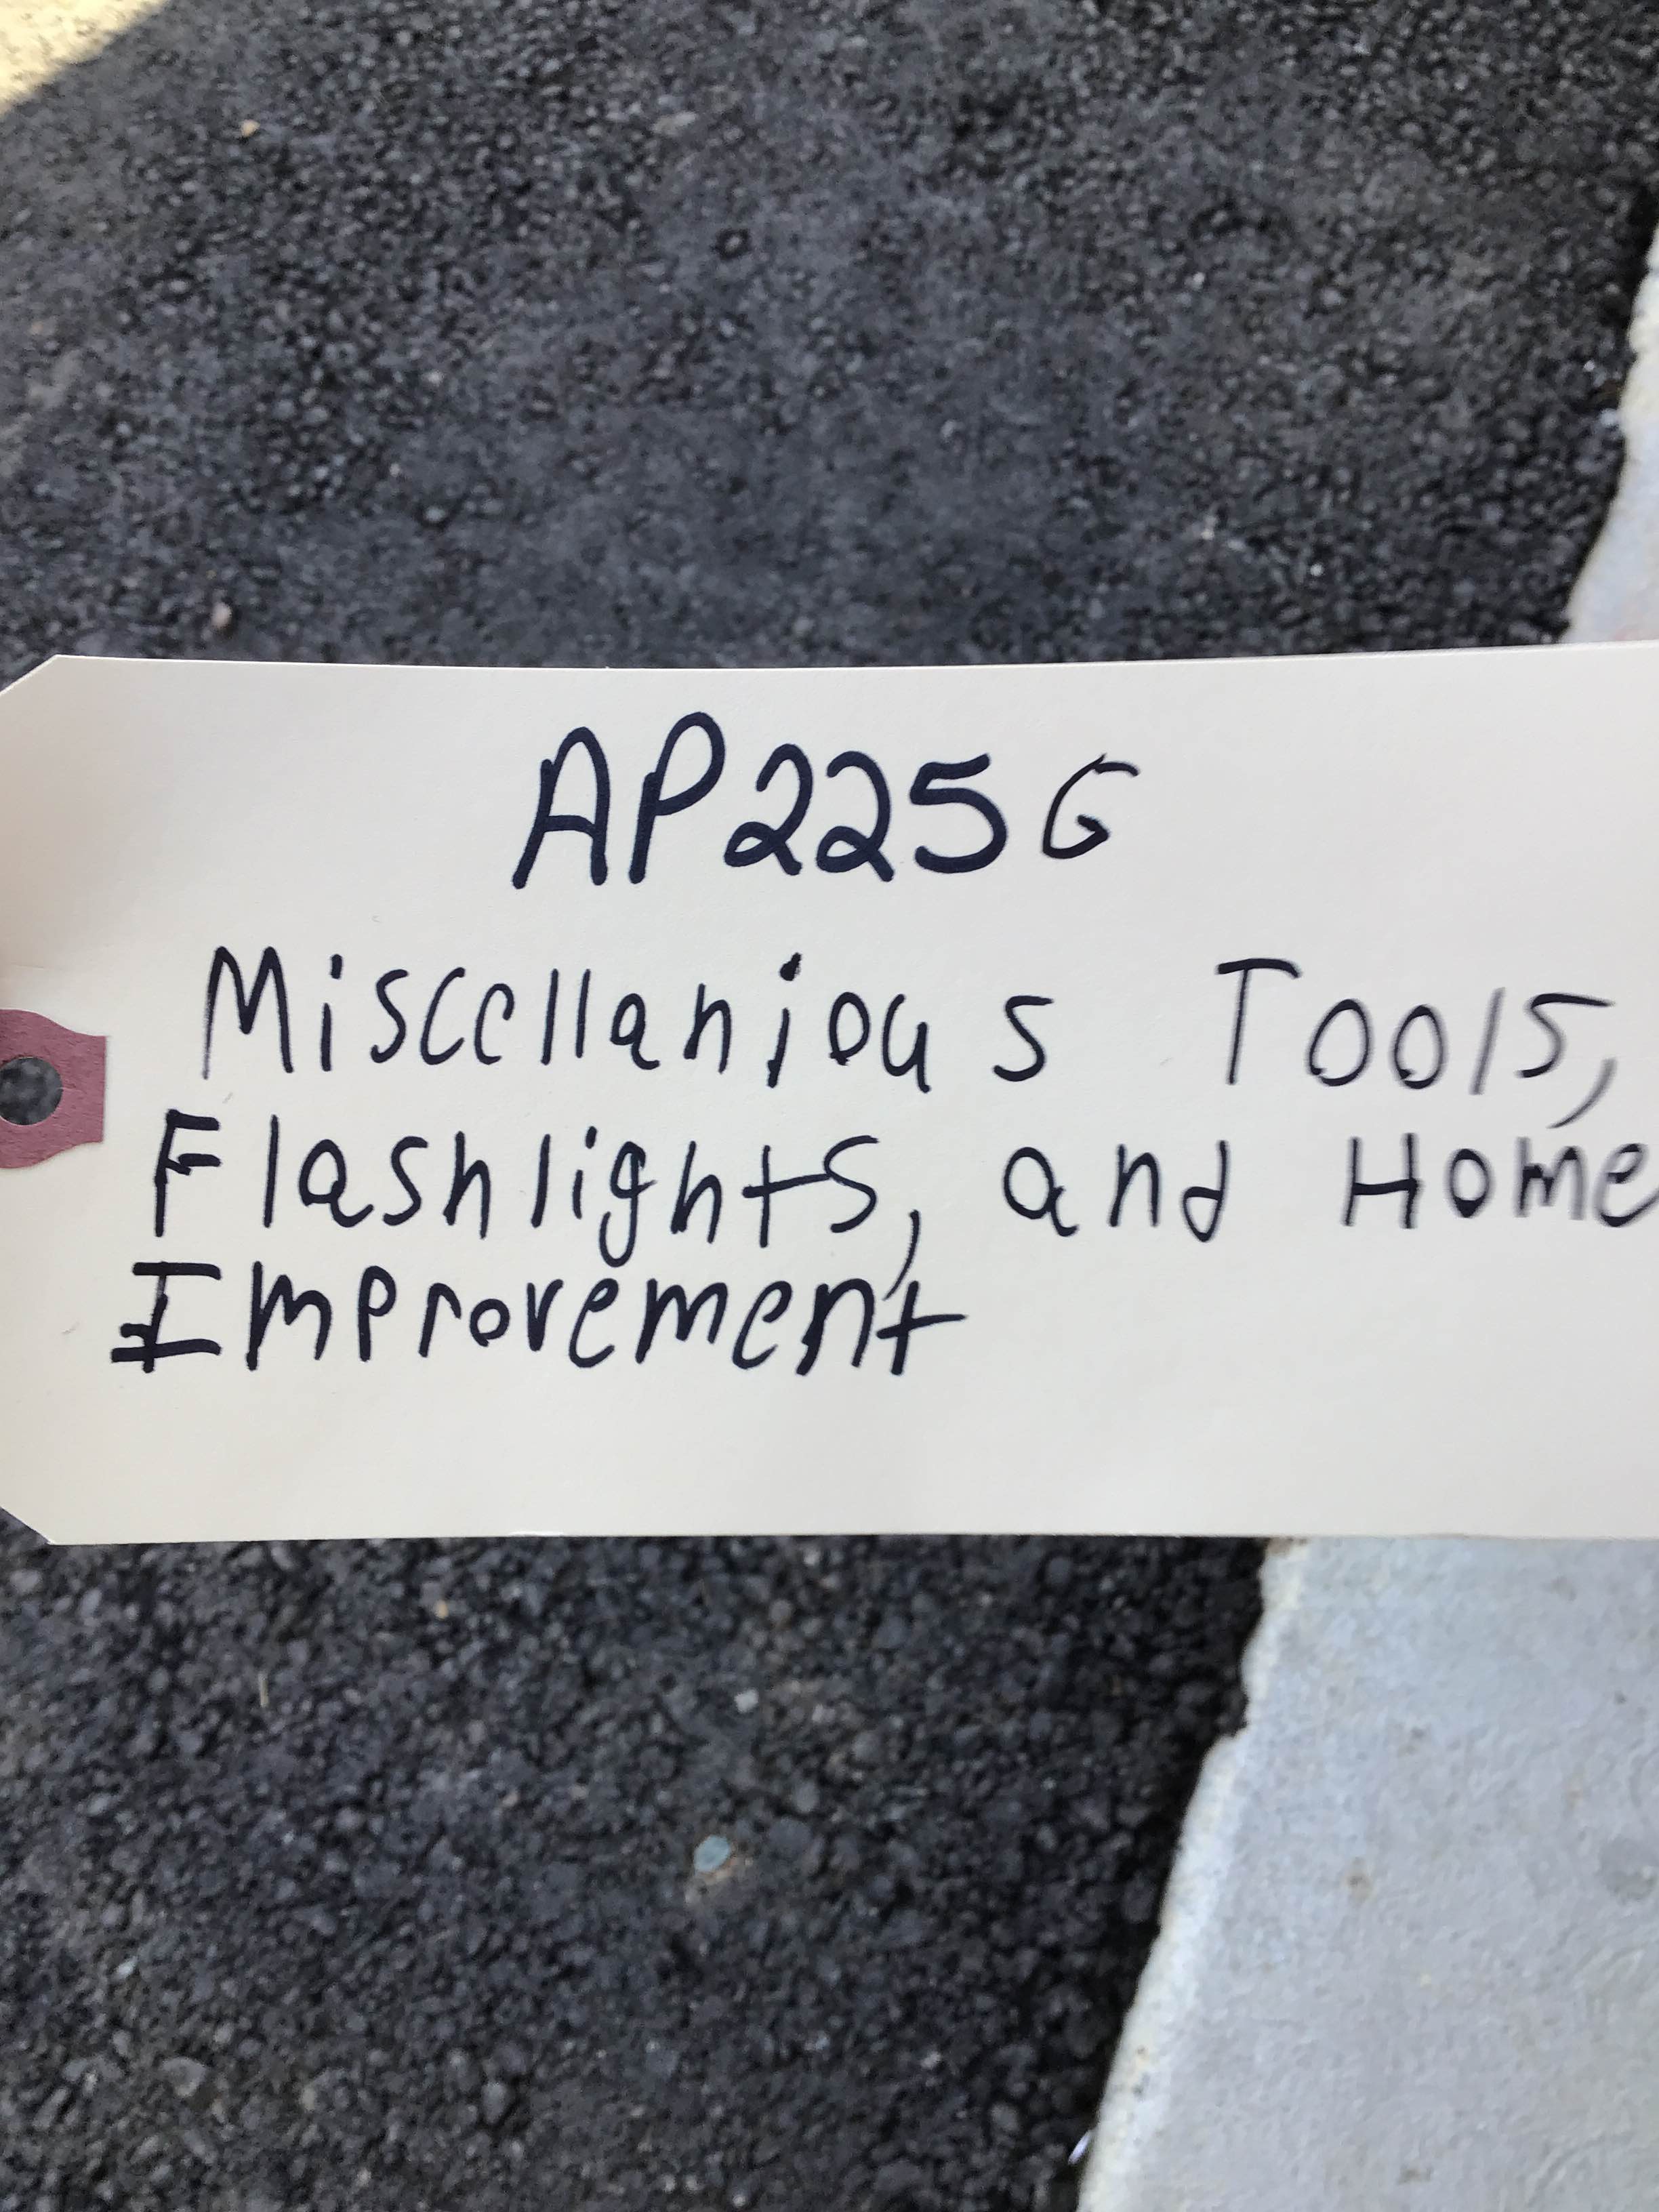 AP225G
Miscellanious Tools,
Flashlights, and Home
Improvement